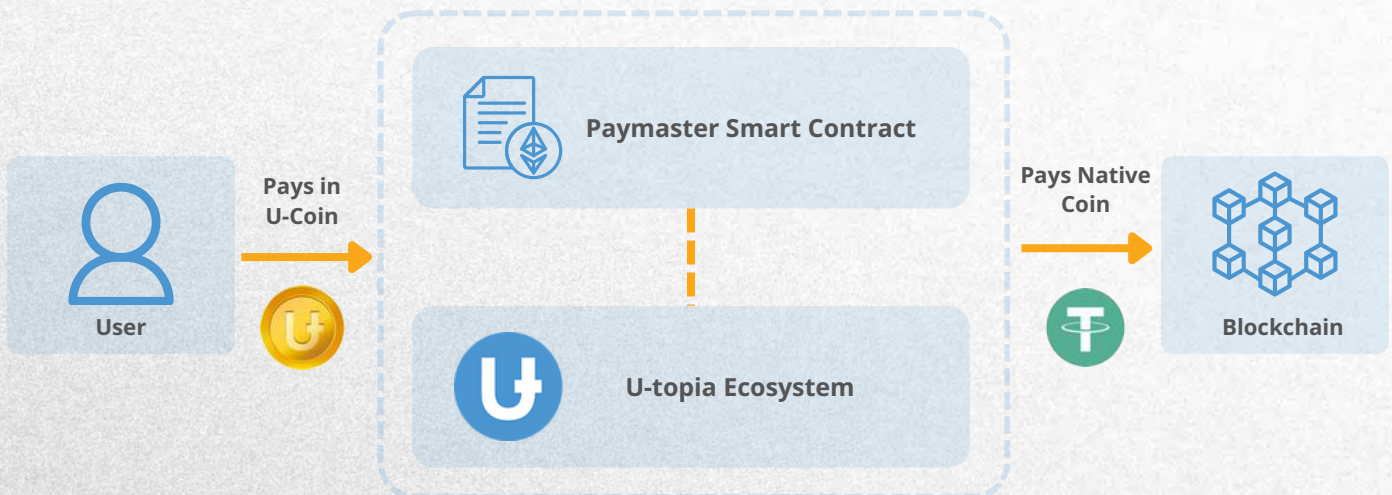 Paymaster Smart Contract
Pays in
U-Coin
Pays Native
Coin
User
Blockchain
U-topia Ecosystem